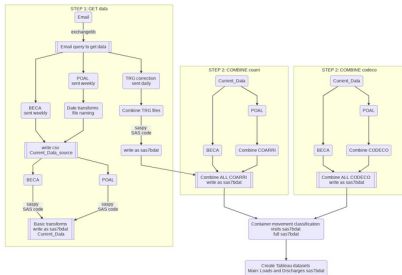 STEP 1: GET data
Email
exchangelib
Email query to get data
BECA
sent weekly
POAL
sent weekly
Date transforms
file naming
TRG correction
sent daily
Combine TRG files
saspy
SAS code
write as sas7bdat
write csv
Current_Data_source
BECA
POAL
saspy
SAS code
saspy
SAS code
Basic transforms
write as sas7bdat
Current_Data
STEP 2: COMBINE coarri
Current_Data
POAL
BECA
Combine COARRI
Combine ALL COARRI
write as sas7bdat
STEP 2: COMBINE codeco
Current_Data
POAL
BECA
Combine CODECO
Combine ALL CODECO
write as sas7bdat
Container movement classification
visits sas7bdat
full sas7bdat
Create Tableau datasets
Main Loads and Discharges sas7bdat